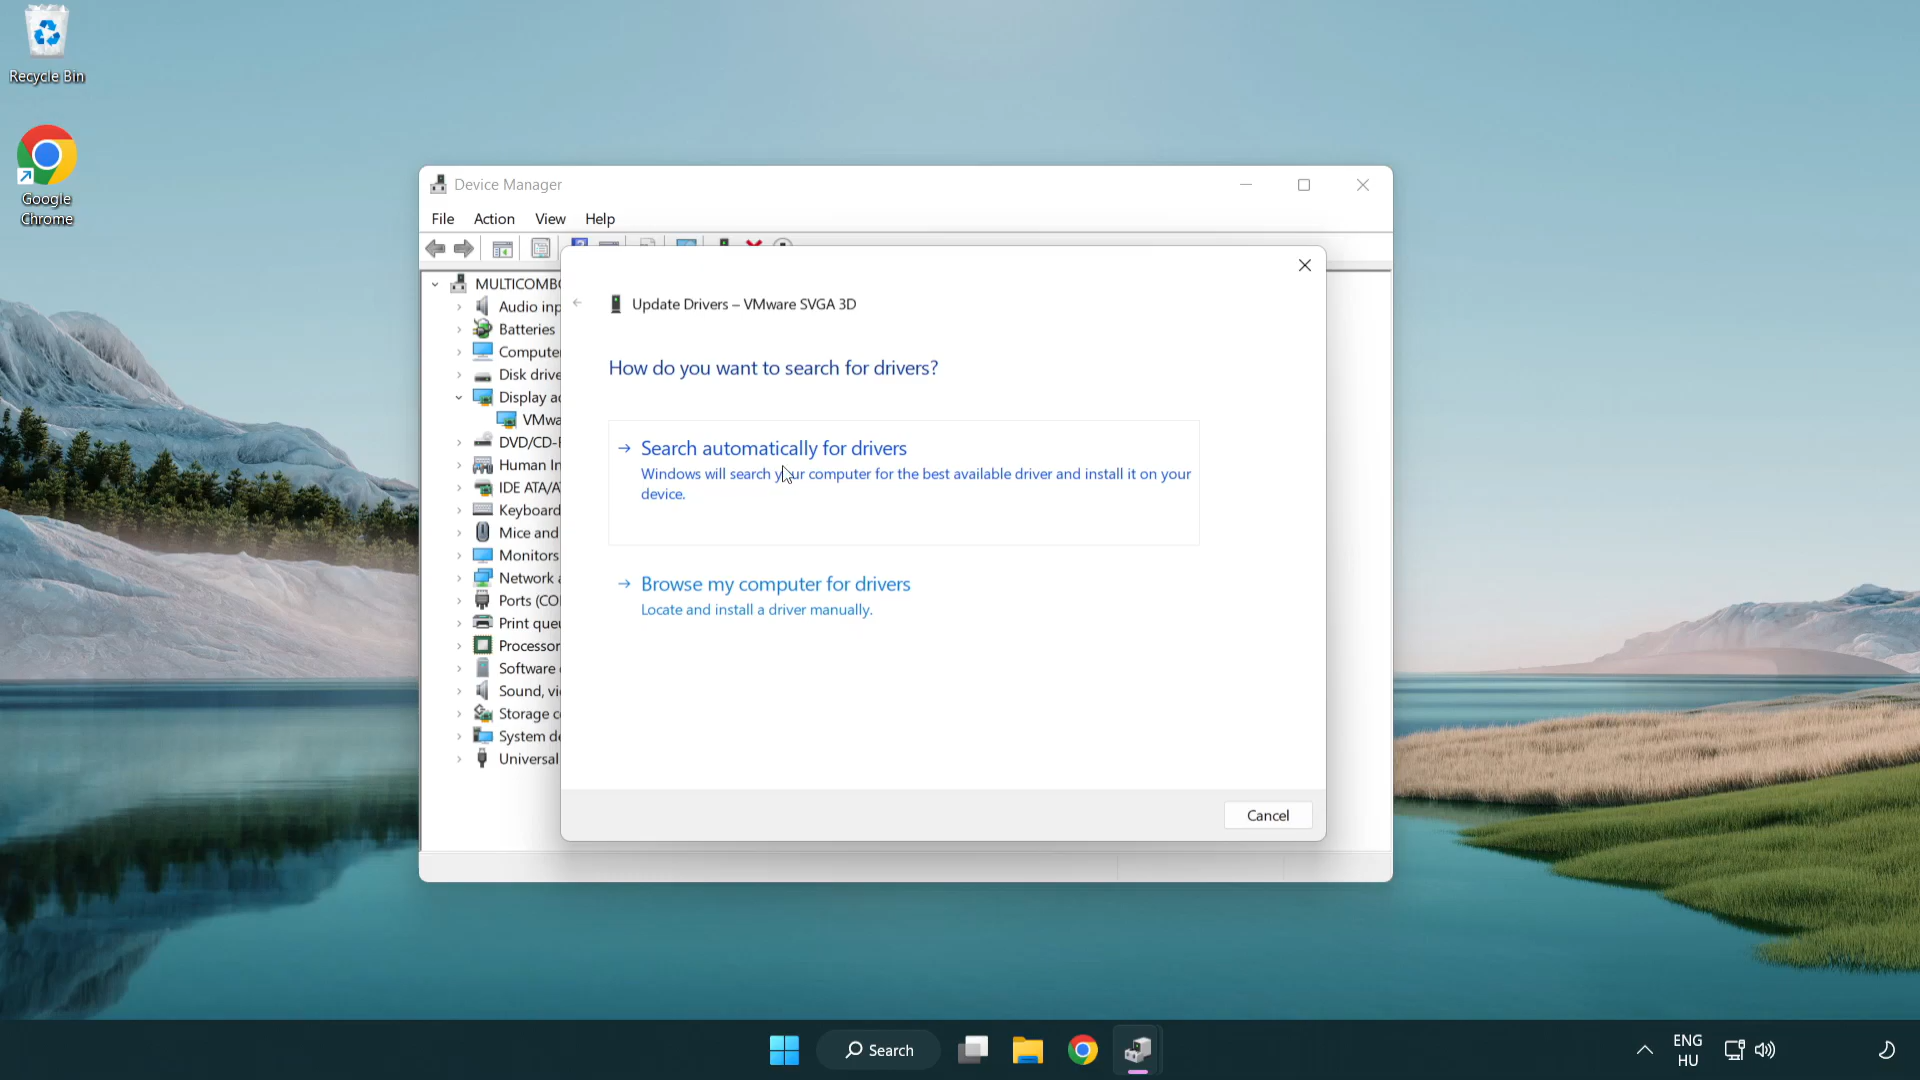 Recycle Bin
Google
Chrome
Device Manager
File Action View Help
MULTICOMBO
Audio inp
Batteries
Compute
Disk drive
Display a
VMwa
DVD/CD-
Human In
IDE ATA/A
Keyboard
Mice and
Monitors
Network
Ports (CO
Print que
Processor
Software
Sound, vi
Storage c
System de
Universal
Update Drivers – VMware SVGA 3D
How do you want to search for drivers?
Search automatically for drivers
Windows will search your computer for the best available driver and install it on your
device.
Browse my computer for drivers
Locate and install a driver manually.
Cancel
Search
ENG
HU